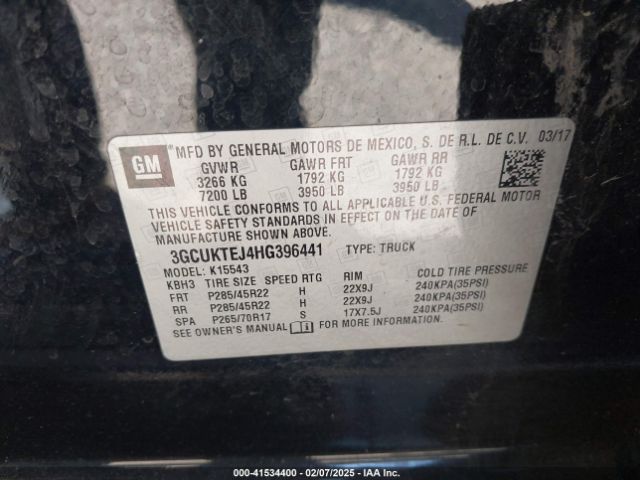 GM
MFD BY GENERAL MOTORS DE MEXICO, S. DE R.L. DE C.V. 03/17
GVWR GAWR FRT GAWR RR
3266 KG 1792 KG 1792 KG
7200 LB 3950 LB 3950 LB
THIS VEHICLE CONFORMS TO ALL APPLICABLE U.S. FEDERAL MOTOR
VEHICLE SAFETY STANDARDS IN EFFECT ON THE DATE OF
MANUFACTURE SHOWN ABOVE.
3GCUKTEJ4HG396441 TYPE: TRUCK
MODEL: K15543
KBH3 TIRE SIZE SPEED RTG RIM COLD TIRE PRESSURE
FRT P285/45R22 H 22X9J 240KPA(35PSI)
RR P285/45R22 H 22X9J 240KPA(35PSI)
SPA P265/70R17 S 17X7.5J 240KPA(35PSI)
SEE OWNER'S MANUAL FOR MORE INFORMATION.
000-41534400 - 02/07/2025 - IAA Inc.